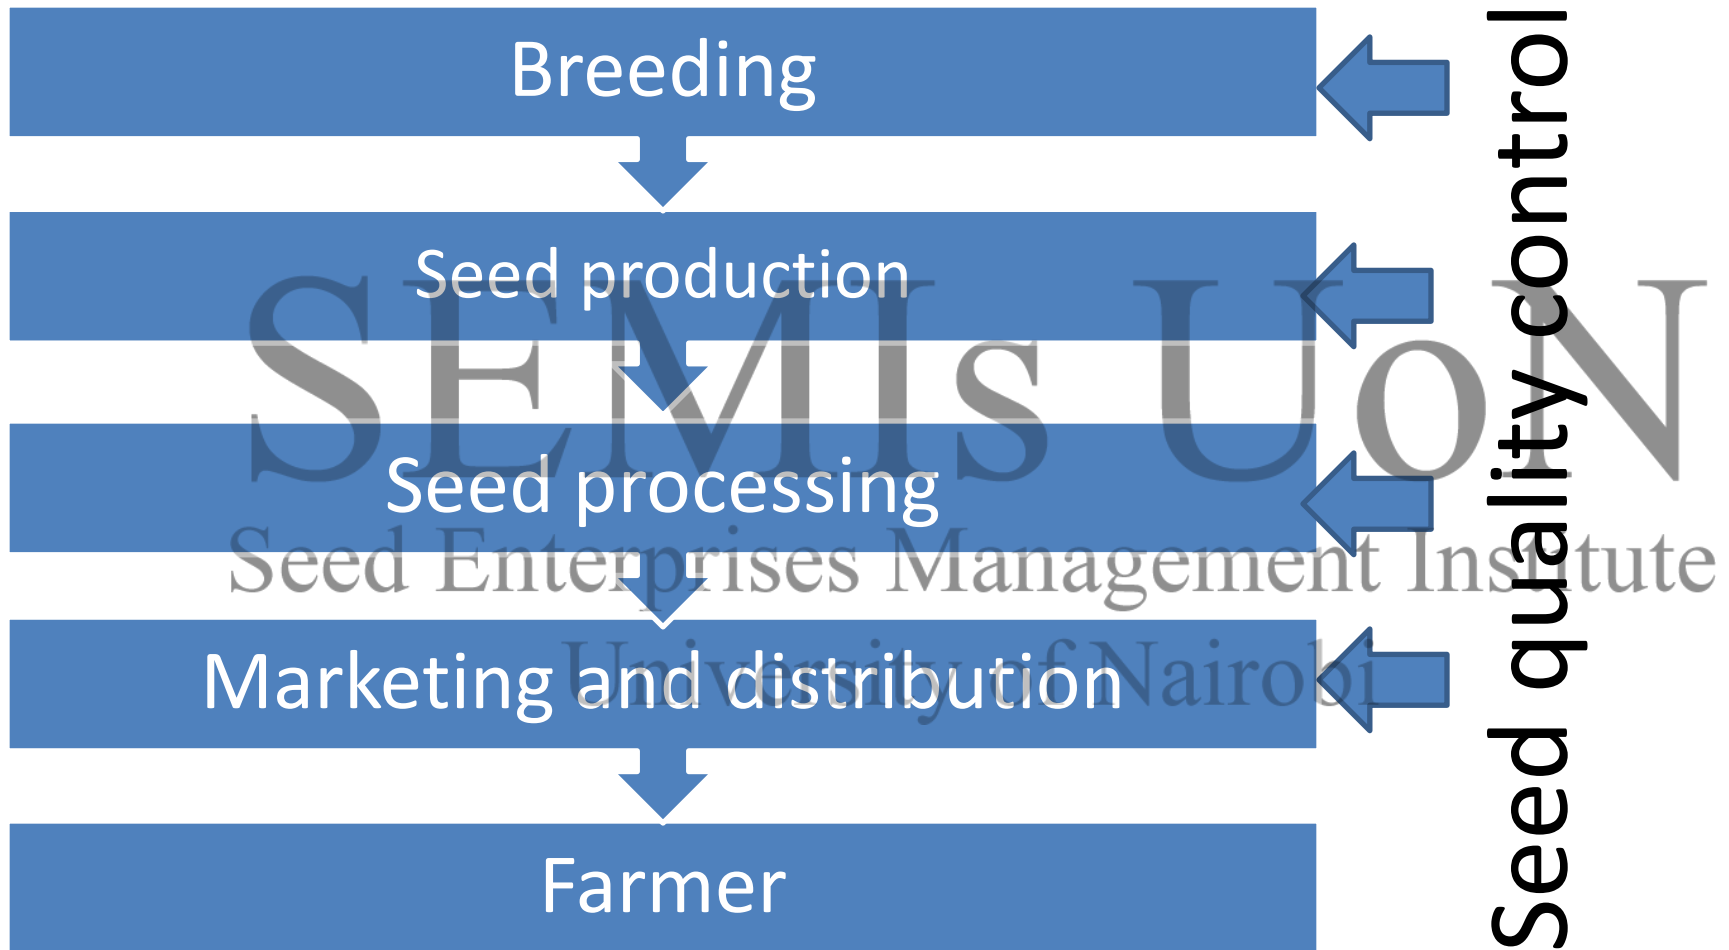 Breeding
Seed production
Seed processing
Marketing and distribution
Farmer
Seed quality control
SEMIs UoN
Seed Enterprises Management Institute
University of Nairobi